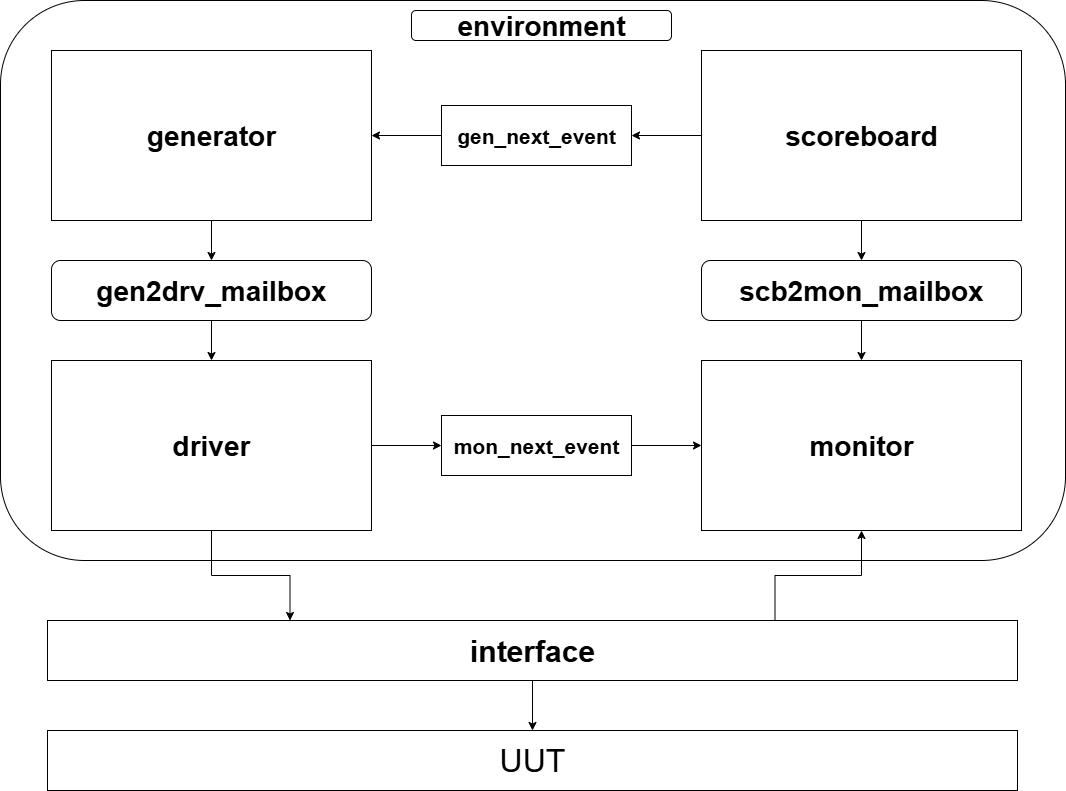 environment
generator
gen_next_event
scoreboard
gen2drv_mailbox
scb2mon_mailbox
driver
mon_next_event
monitor
interface
UUT